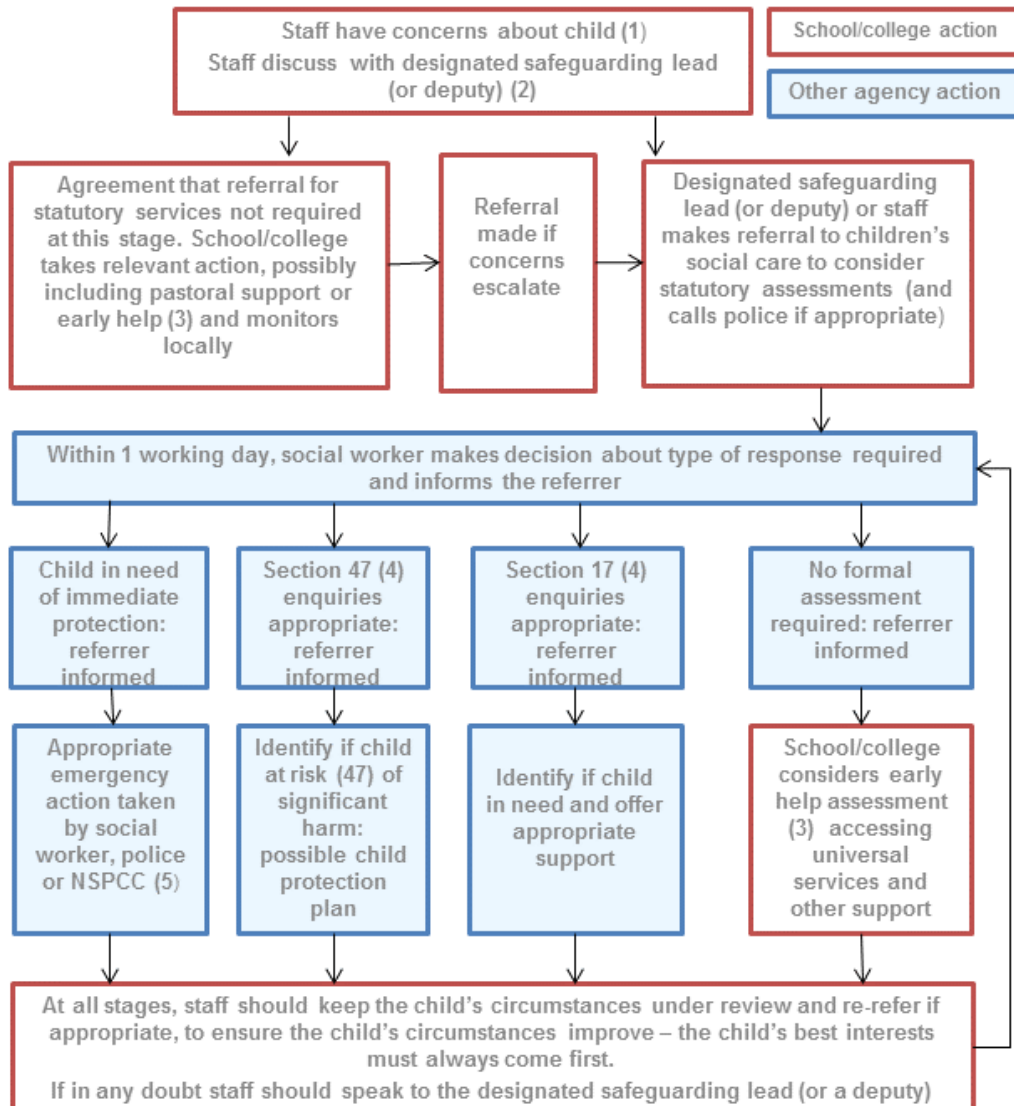 Staff have concerns about child (1)
Staff discuss with designated safeguarding lead
(or deputy) (2)
School/college action
Other agency action
Agreement that referral for
statutory services not required
at this stage. School/college
takes relevant action, possibly
including pastoral support or
early help (3) and monitors
locally
Referral
made if
concerns
escalate
Designated safeguarding
lead (or deputy) or staff
makes referral to children’s
social care to consider
statutory assessments (and
calls police if appropriate)
Within 1 working day, social worker makes decision about type of response required
and informs the referrer
Child in need
of immediate
protection:
referrer
informed
Section 47 (4)
enquiries
appropriate:
referrer
informed
Section 17 (4)
enquiries
appropriate:
referrer
informed
No formal
assessment
required: referrer
informed
Appropriate
emergency
action taken
by social
worker, police
or NSPCC (5)
Identify if child
at risk (47) of
significant
harm:
possible child
protection
plan
Identify if child
in need and offer
appropriate
support
School/college
considers early
help assessment
(3) accessing
universal
services and
other support
At all stages, staff should keep the child’s circumstances under review and re-refer if
appropriate, to ensure the child’s circumstances improve – the child’s best interests
must always come first.
If in any doubt staff should speak to the designated safeguarding lead (or a deputy)